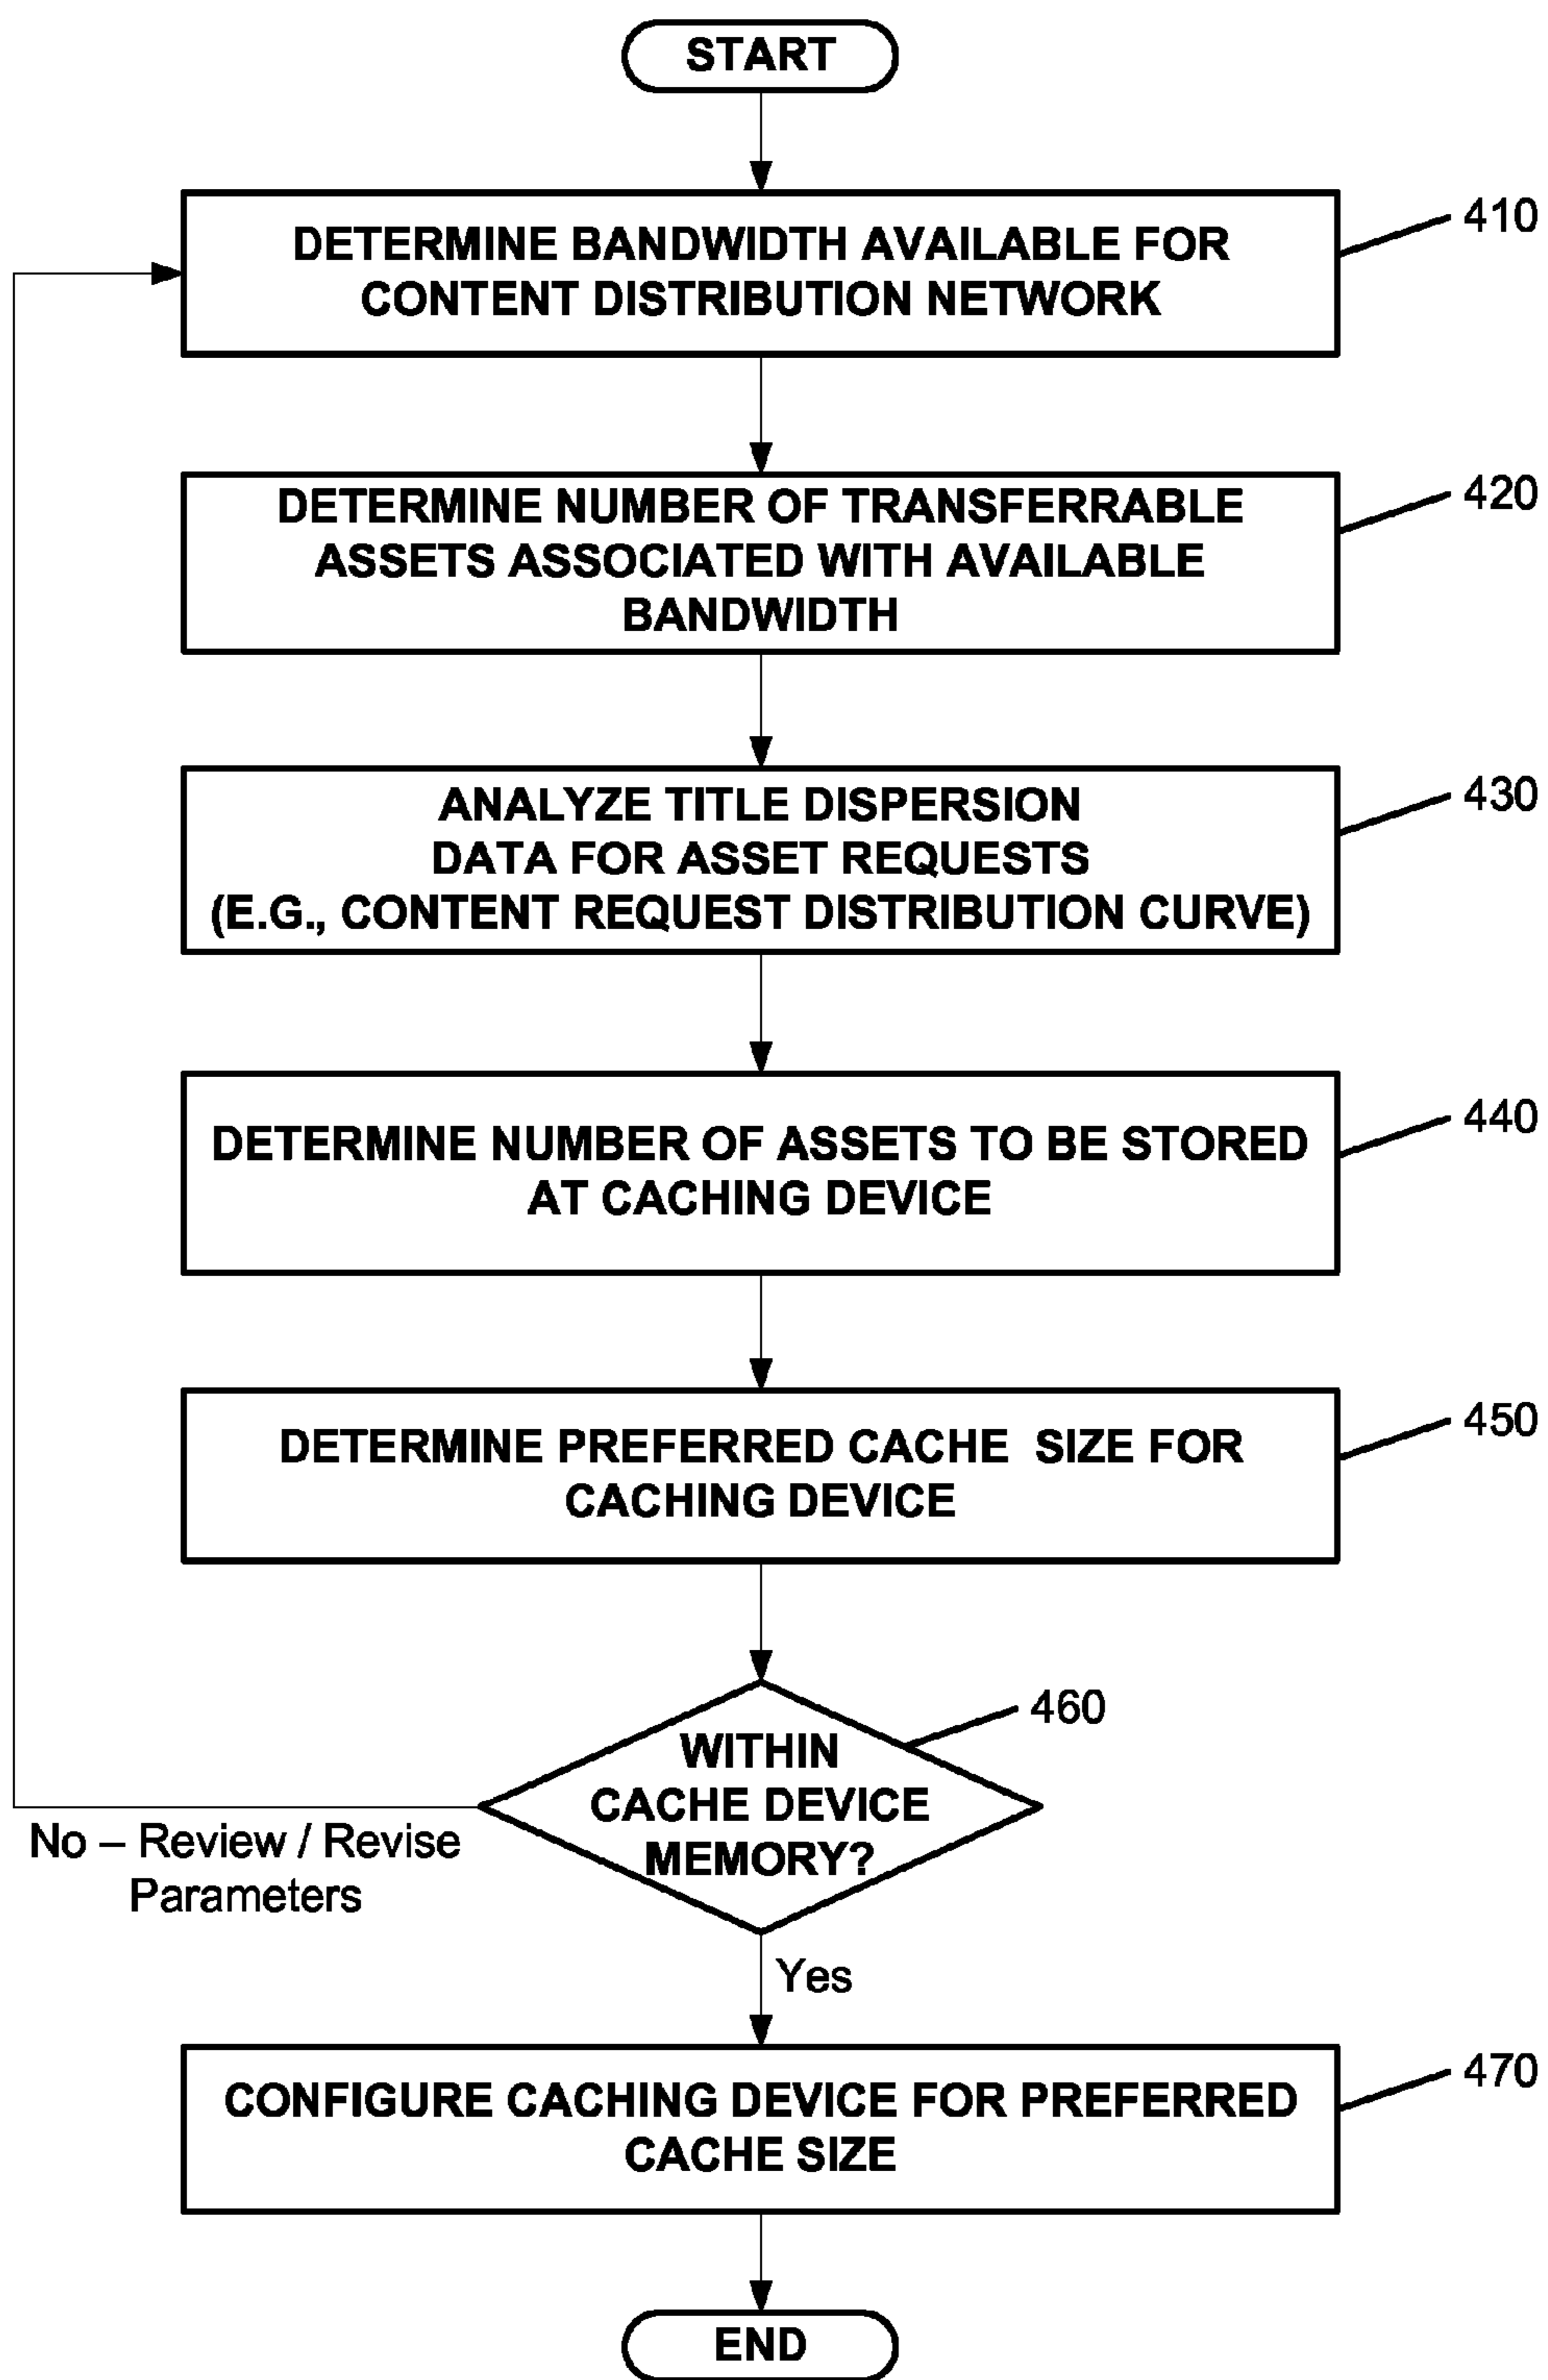 START
DETERMINE BANDWIDTH AVAILABLE FOR
CONTENT DISTRIBUTION NETWORK
410
DETERMINE NUMBER OF TRANSFERRABLE
ASSETS ASSOCIATED WITH AVAILABLE
BANDWIDTH
420
ANALYZE TITLE DISPERSION
DATA FOR ASSET REQUESTS
(E.G., CONTENT REQUEST DISTRIBUTION CURVE)
430
DETERMINE NUMBER OF ASSETS TO BE STORED
AT CACHING DEVICE
440
DETERMINE PREFERRED CACHE SIZE FOR
CACHING DEVICE
450
WITHIN
CACHE DEVICE
MEMORY?
460
No – Review / Revise
Parameters
Yes
CONFIGURE CACHING DEVICE FOR PREFERRED
CACHE SIZE
470
END